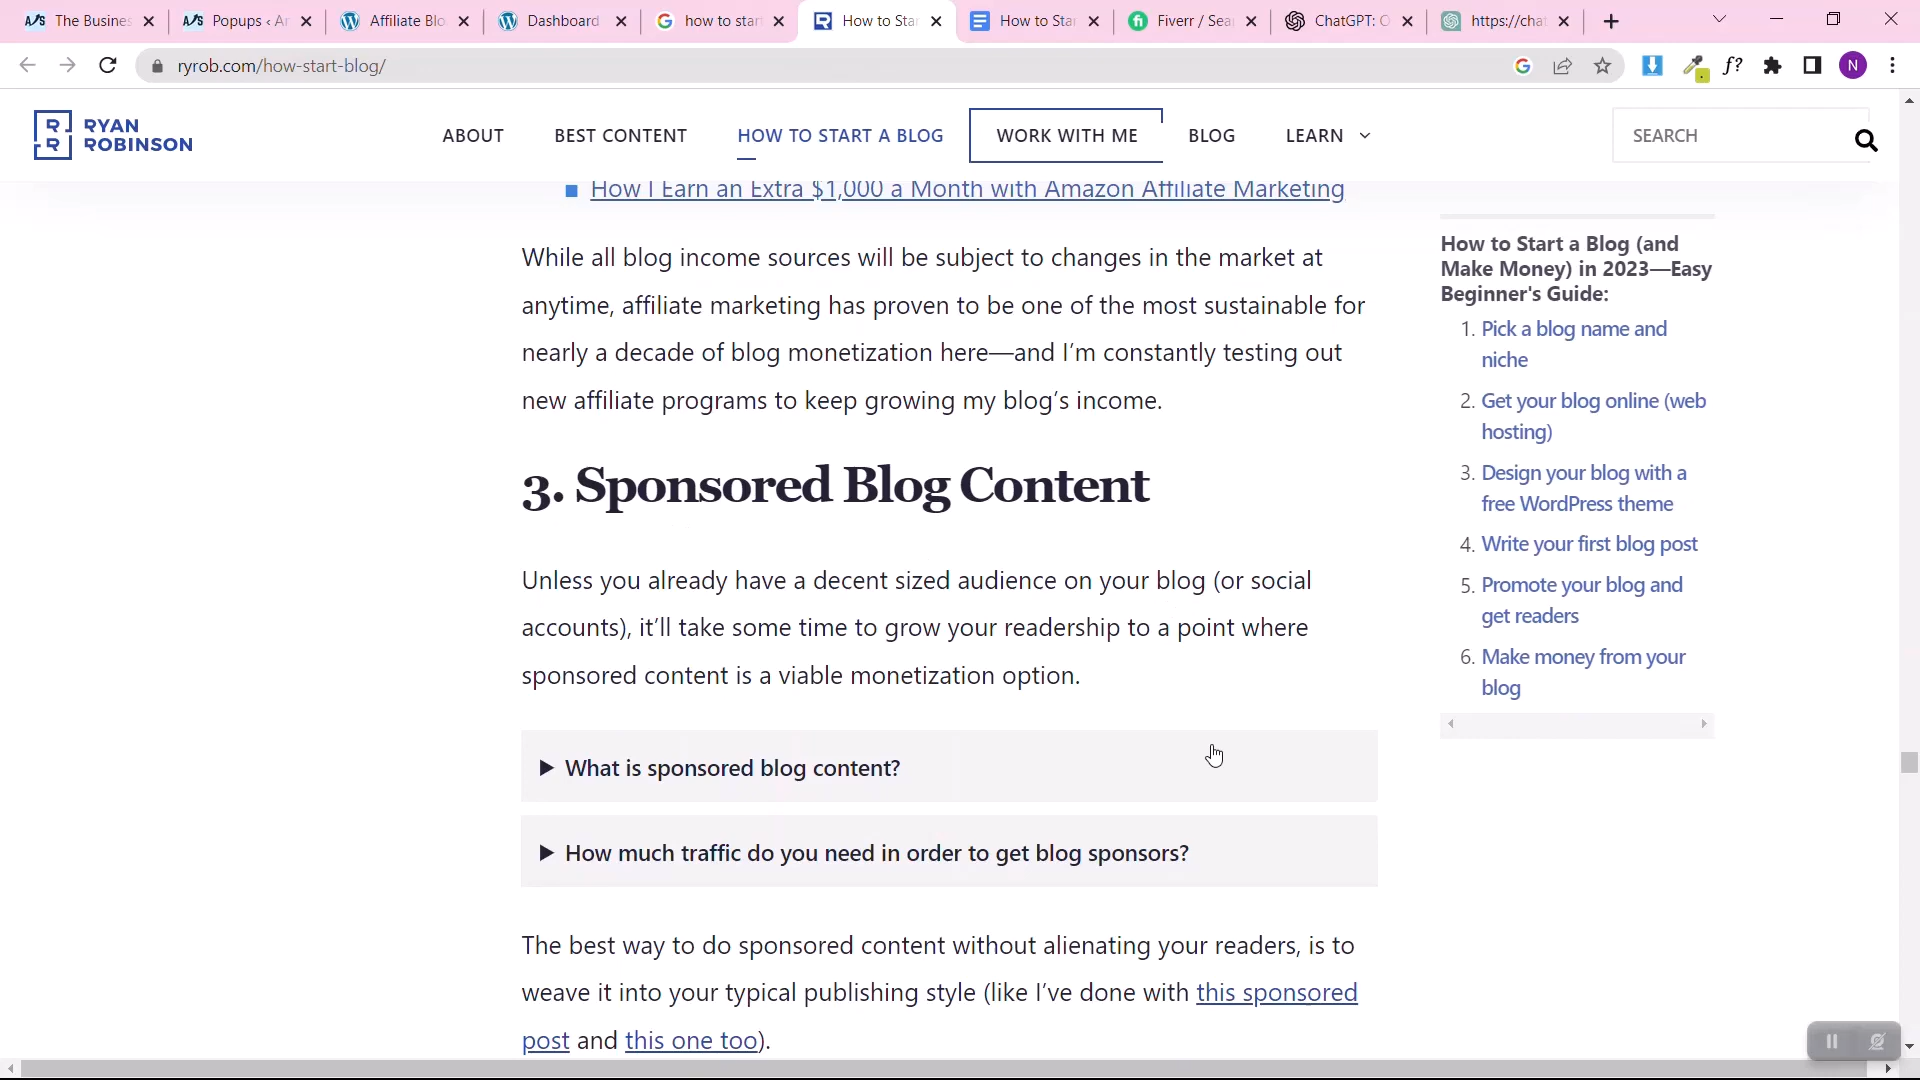 The Busines
Popups ‹ Ar
Affiliate Blo
Dashboard
how to star
How to Star
How to Star
Fiverr / Sea
ChatGPT: O
https://cha
ryrob.com/how-start-blog/
f?
N
RYAN
ROBINSON
ABOUT
BEST CONTENT
HOW TO START A BLOG
WORK WITH ME
BLOG
LEARN
SEARCH
How I Earn an Extra $1,000 a Month with Amazon Affiliate Marketing
While all blog income sources will be subject to changes in the market at
anytime, affiliate marketing has proven to be one of the most sustainable for
nearly a decade of blog monetization here—and I'm constantly testing out
new affiliate programs to keep growing my blog's income.
3. Sponsored Blog Content
Unless you already have a decent sized audience on your blog (or social
accounts), it'll take some time to grow your readership to a point where
sponsored content is a viable monetization option.
What is sponsored blog content?
How much traffic do you need in order to get blog sponsors?
The best way to do sponsored content without alienating your readers, is to
weave it into your typical publishing style (like I've done with this sponsored
post and this one too).
How to Start a Blog (and
Make Money) in 2023—Easy
Beginner's Guide:
1. Pick a blog name and
niche
2. Get your blog online (web
hosting)
3. Design your blog with a
free WordPress theme
4. Write your first blog post
5. Promote your blog and
get readers
6. Make money from your
blog